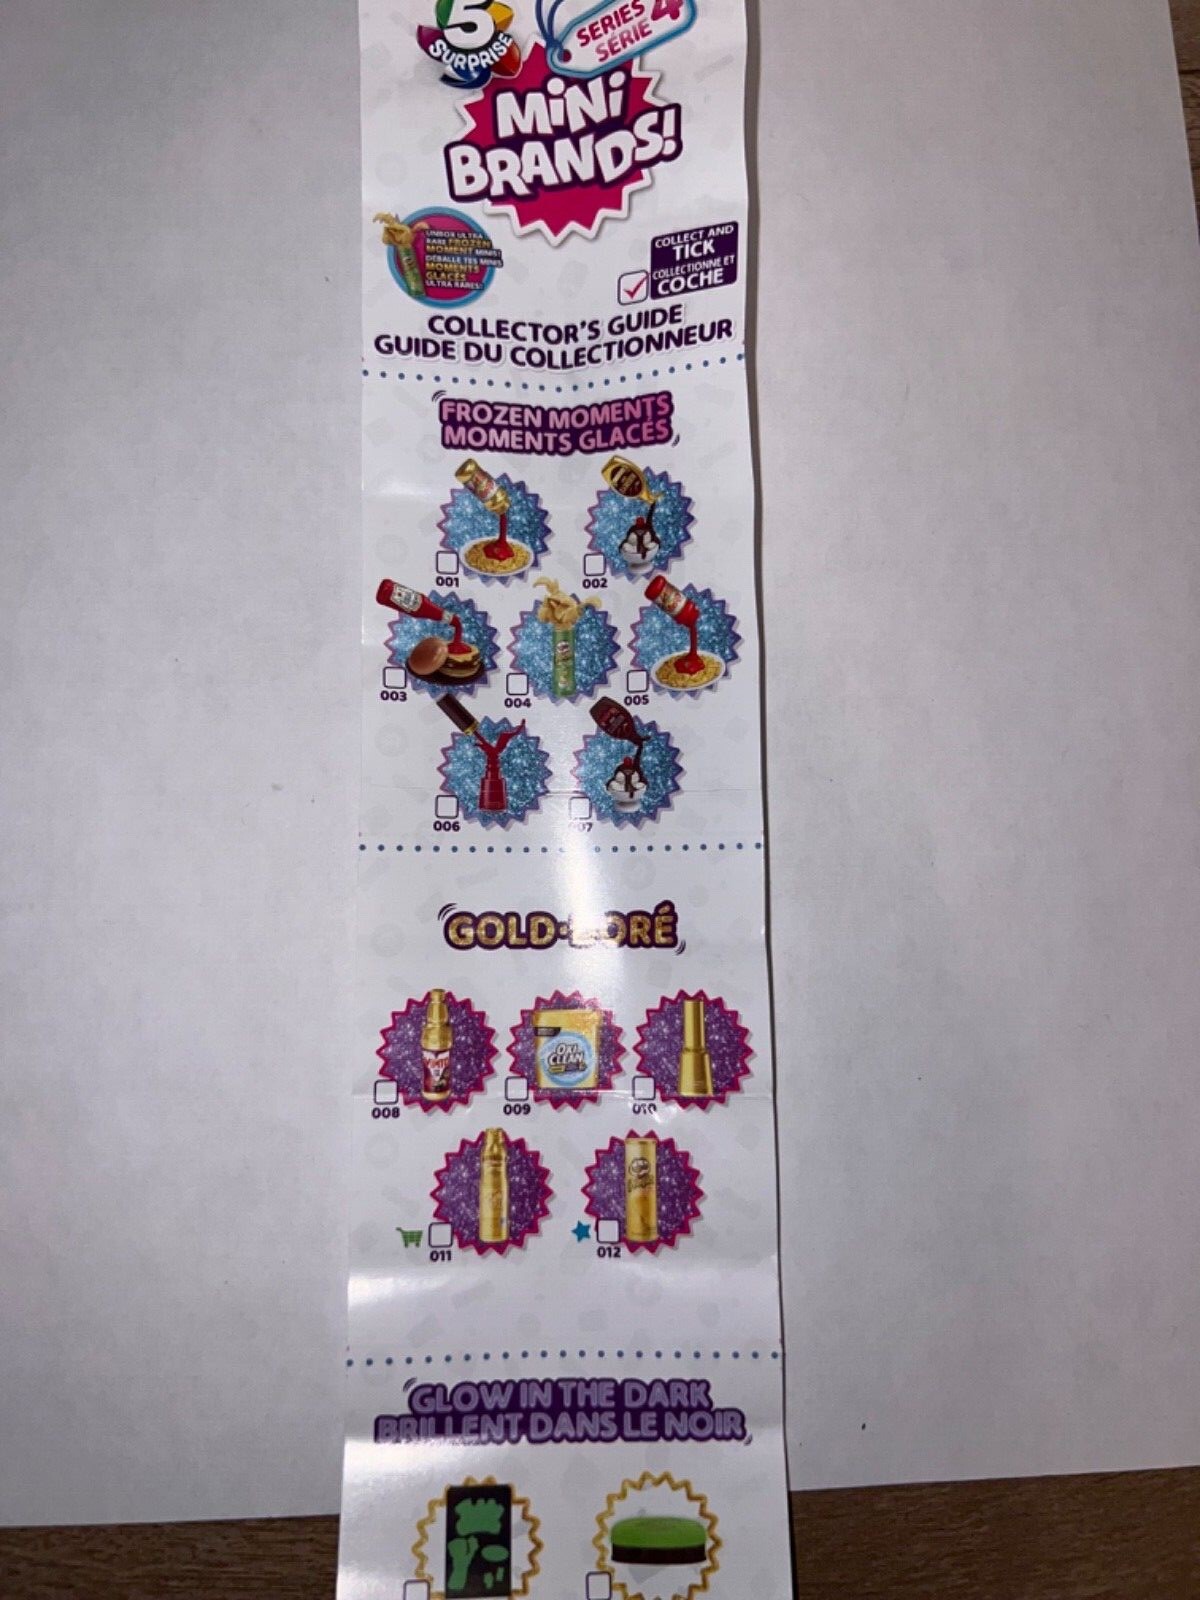 5
SURPRISE
SERIES 4
SÉRIE
MiNi
BRANDS!
UNBOX ULTRA
RARE FROZEN
MOMENT MINIS!
DÉBALLE TES MINIS
MOMENTS
GLACÉS
ULTRA RARES!
COLLECT AND
TICK
COLLECTIONNE ET
COCHE
COLLECTOR'S GUIDE
GUIDE DU COLLECTIONNEUR
FROZEN MOMENTS
MOMENTS GLACÉS
001
002
003
004
005
006
07
GOLD•DORÉ
OXI
CLEAN
008
009
010
011
012
GLOW IN THE DARK
BRILLENT DANS LE NOIR